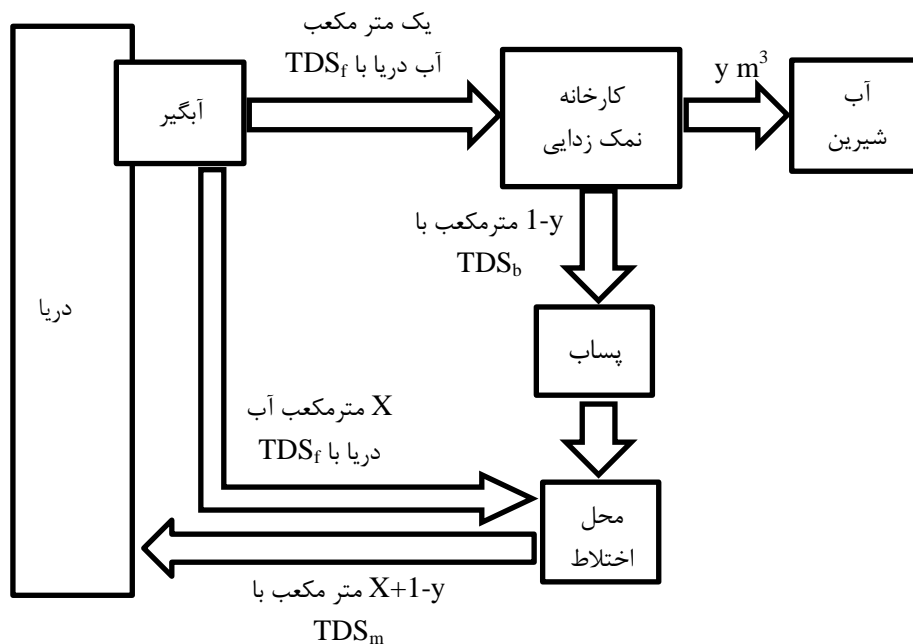 یک متر مکعب
آب دریا با TDSf
آبگیر
کارخانه
نمک زدایی
y m³
آب
شیرین
1-y مترمکعب با
TDSb
دریا
پساب
X مترمکعب آب
دریا با TDSf
محل
اختلاط
X+1-y متر مکعب با
TDSm